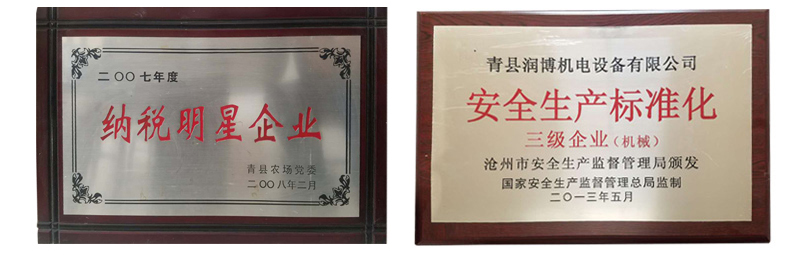 二〇〇七年度
纳税明星企业
青县农场党委
二〇〇八年二月
青县润博机电设备有限公司
安全生产标准化
三级企业（机械）
沧州市安全生产监督管理局颁发
国家安全生产监督管理总局监制
二〇一三年五月